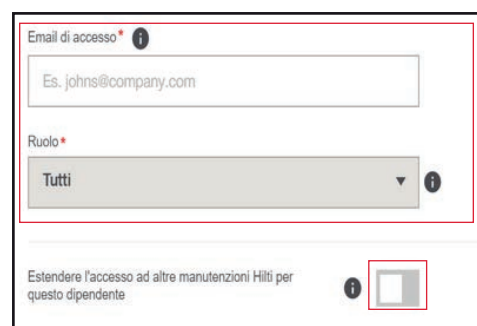 Email di accesso*
Es. johns@company.com
Ruolo*
Tutti
Estendere l'accesso ad altre manutenzioni Hilti per
questo dipendente